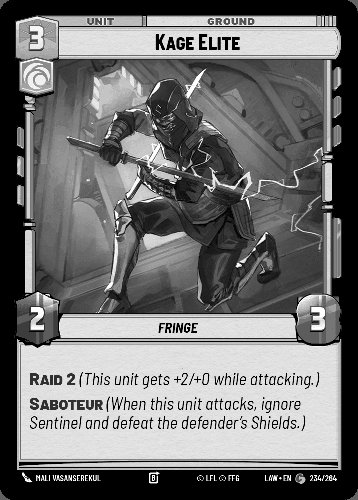 UNIT
GROUND
3
KAGE ELITE
2
FRINGE
3
RAID 2 (This unit gets +2/+0 while attacking.)
SABOTEUR (When this unit attacks, ignore
Sentinel and defeat the defender's Shields.)
MALI VASANSEREKUL
© LFL © FFG
LAW • EN
C
234/264